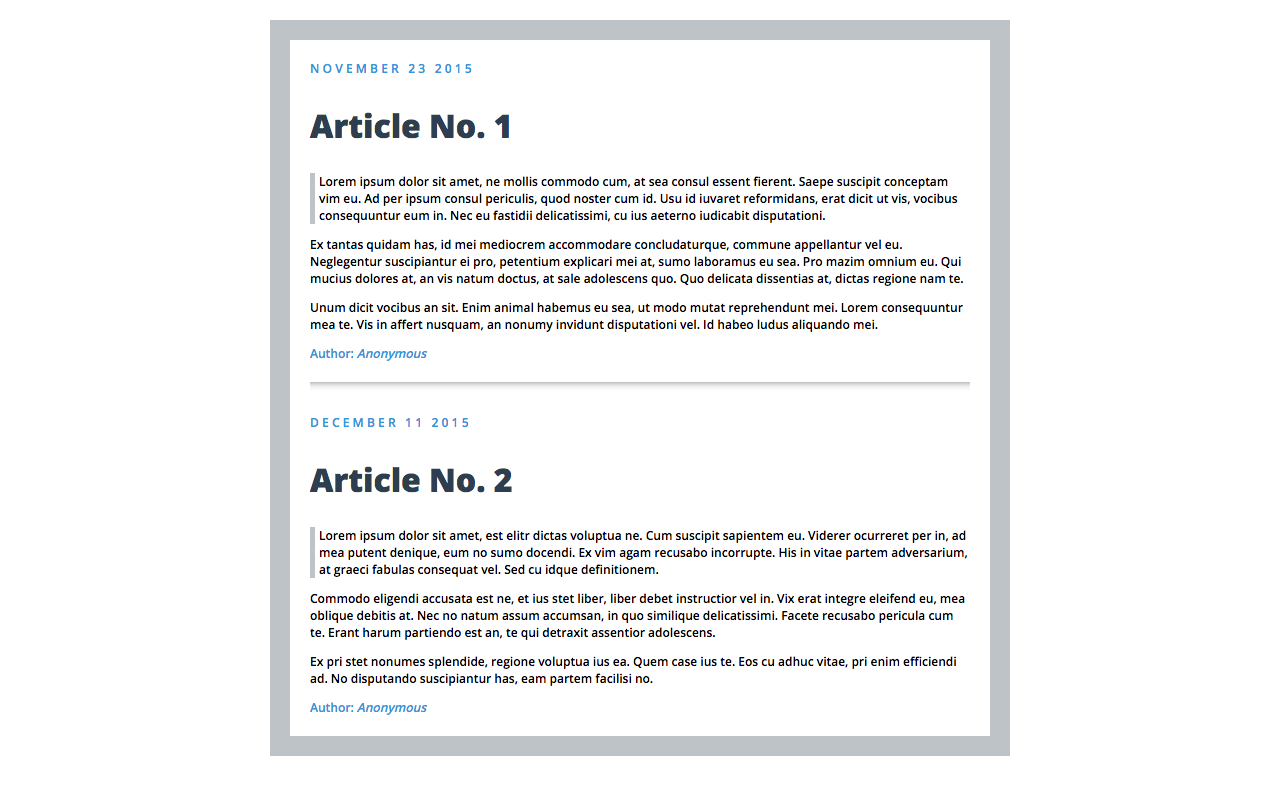 NOVEMBER 23 2015
Article No. 1
Lorem ipsum dolor sit amet, ne mollis commodo cum, at sea consul essent fierent. Saepe suscipit conceptam
vim eu. Ad per ipsum consul periculis, quod noster cum id. Usu id iuvaret reformidans, erat dicit ut vis, vocibus
consequuntur eum in. Nec eu fastidii delicatissimi, cu ius aeterno iudicabit disputationi.
Ex tantas quidam has, id mei mediocrem accommodare concludaturque, commune appellantur vel eu.
Neglegentur suscipiantur ei pro, petentium explicari mei at, sumo laboramus eu sea. Pro mazim omnium eu. Qui
mucius dolores at, an vis natum doctus, at sale adolescens quo. Quo delicata dissentias at, dictas regione nam te.
Unum dicit vocibus an sit. Enim animal habemus eu sea, ut modo mutat reprehendunt mei. Lorem consequuntur
mea te. Vis in affert nusquam, an nonumy invidunt disputationi vel. Id habeo ludus aliquando mei.
Author: Anonymous
DECEMBER 11 2015
Article No. 2
Lorem ipsum dolor sit amet, est elitr dictas voluptua ne. Cum suscipit sapientem eu. Viderer ocurreret per in, ad
mea putent denique, eum no sumo docendi. Ex vim agam recusabo incorrupte. His in vitae partem adversarium,
at graeci fabulas consequat vel. Sed cu idque definitionem.
Commodo eligendi accusata est ne, et ius stet liber, liber debet instructior vel in. Vix erat integre eleifend eu, mea
oblique debitis at. Nec no natum assum accumsan, in quo similique delicatissimi. Facete recusabo pericula cum
te. Erant harum partiendo est an, te qui detraxit assentior adolescens.
Ex pri stet nonumes splendide, regione voluptua ius ea. Quem case ius te. Eos cu adhuc vitae, pri enim efficiendi
ad. No disputando suscipiantur has, eam partem facilisi no.
Author: Anonymous